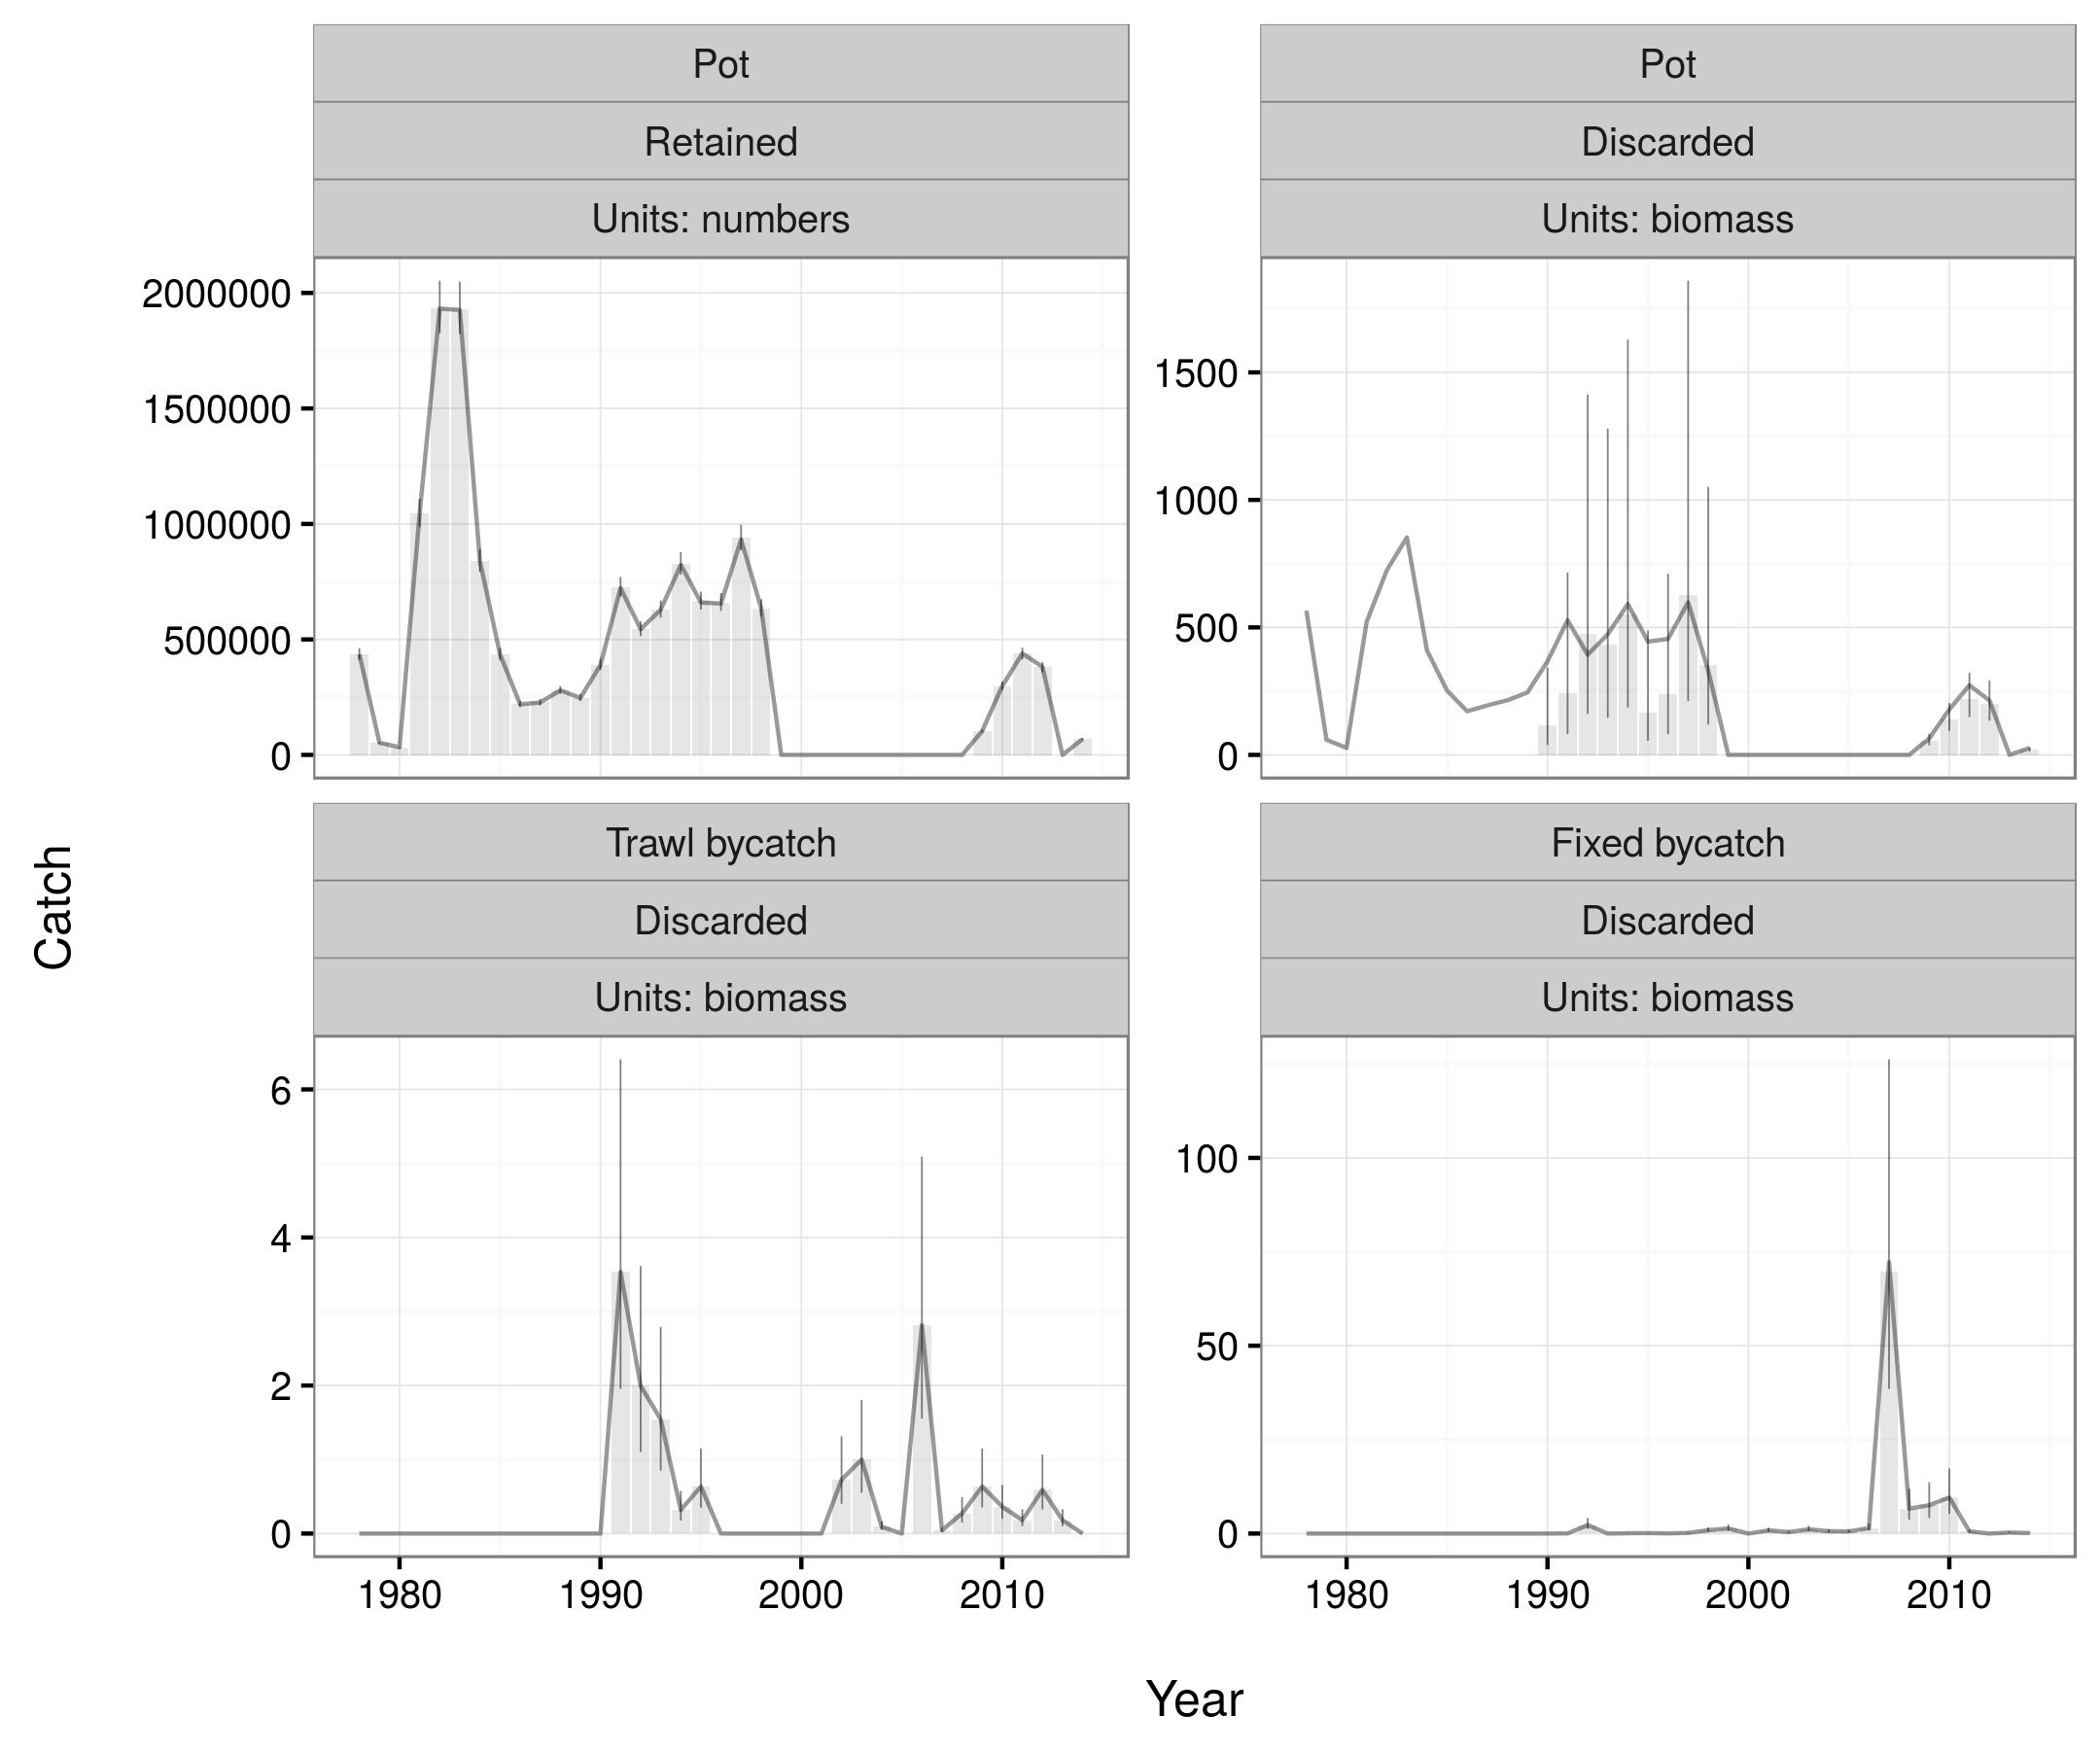 Pot
Retained
Units: numbers
2000000
1500000
1000000
500000
0
Pot
Discarded
Units: biomass
1500
1000
500
0
Catch
Trawl bycatch
Discarded
Units: biomass
6
4
2
0
1980 1990 2000 2010
Fixed bycatch
Discarded
Units: biomass
100
50
0
1980 1990 2000 2010
Year